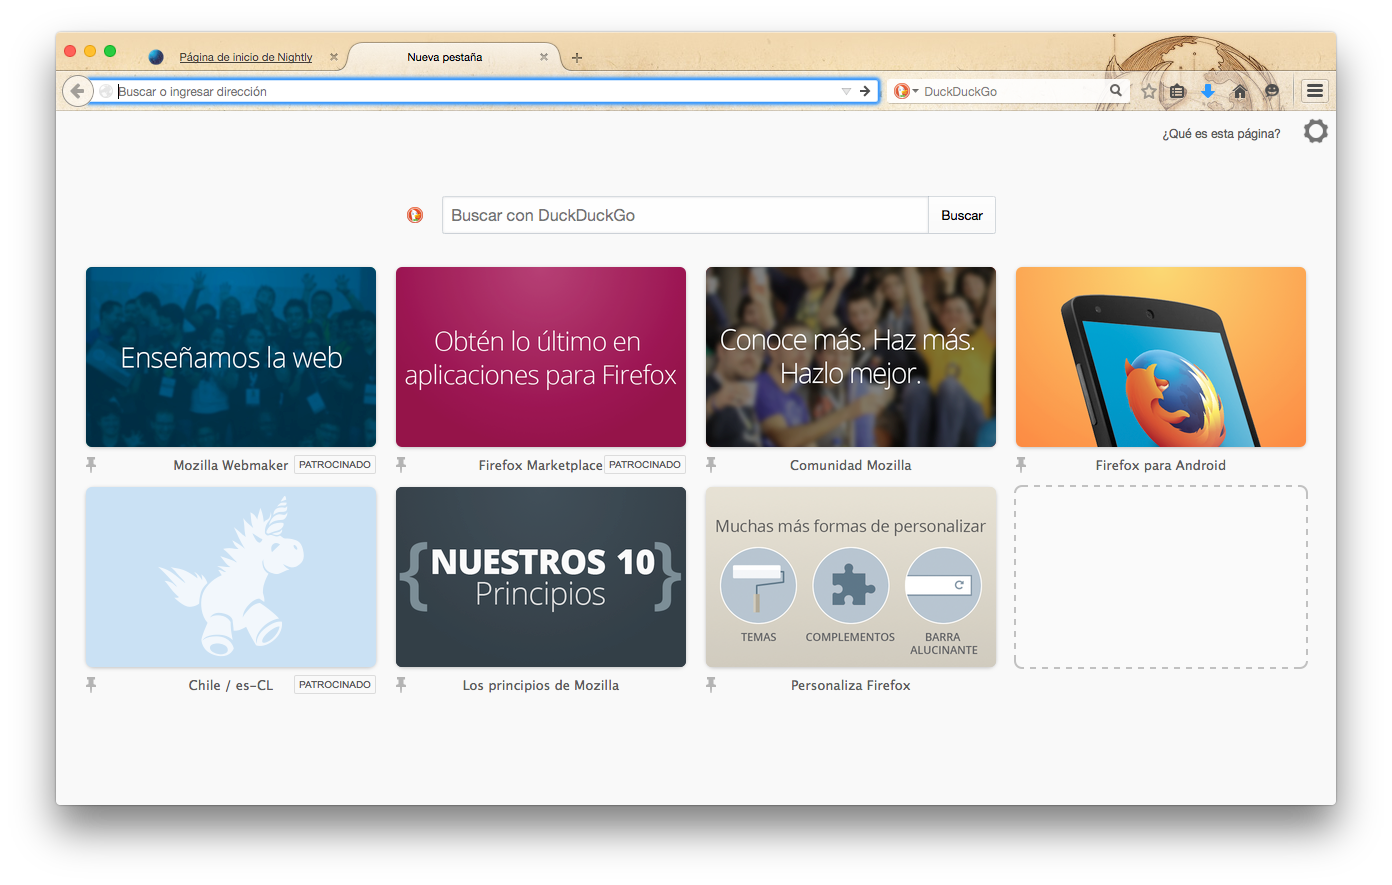 Página de inicio de Nightly
Nueva pestaña
Buscar o ingresar dirección
DuckDuckGo
¿Qué es esta página?
Buscar con DuckDuckGo
Buscar
Enseñamos la web
Obtén lo último en
aplicaciones para Firefox
Conoce más. Haz más.
Hazlo mejor.
Mozilla Webmaker
PATROCINADO
Firefox Marketplace
PATROCINADO
Comunidad Mozilla
Firefox para Android
{NUESTROS 10
Principios}
Muchas más formas de personalizar
TEMAS
COMPLEMENTOS
BARRA
ALUCINANTE
Chile / es-CL
PATROCINADO
Los principios de Mozilla
Personaliza Firefox